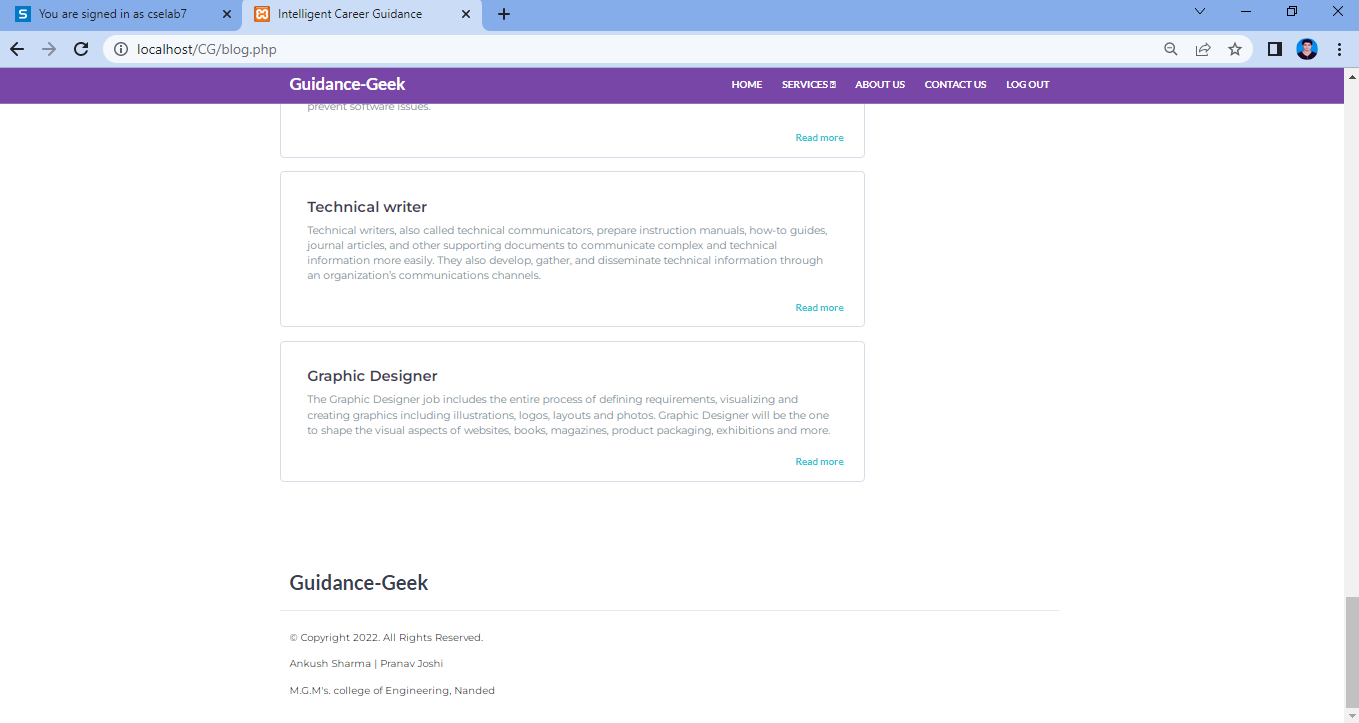 You are signed in as cselab7
Intelligent Career Guidance
localhost/CG/blog.php
Guidance-Geek
HOME SERVICES ABOUT US CONTACT US LOG OUT
prevent software issues.
Read more
Technical writer
Technical writers, also called technical communicators, prepare instruction manuals, how-to guides,
journal articles, and other supporting documents to communicate complex and technical
information more easily. They also develop, gather, and disseminate technical information through
an organization's communications channels.
Read more
Graphic Designer
The Graphic Designer job includes the entire process of defining requirements, visualizing and
creating graphics including illustrations, logos, layouts and photos. Graphic Designer will be the one
to shape the visual aspects of websites, books, magazines, product packaging, exhibitions and more.
Read more
Guidance-Geek
© Copyright 2022. All Rights Reserved.
Ankush Sharma | Pranav Joshi
M.G.M's. college of Engineering, Nanded